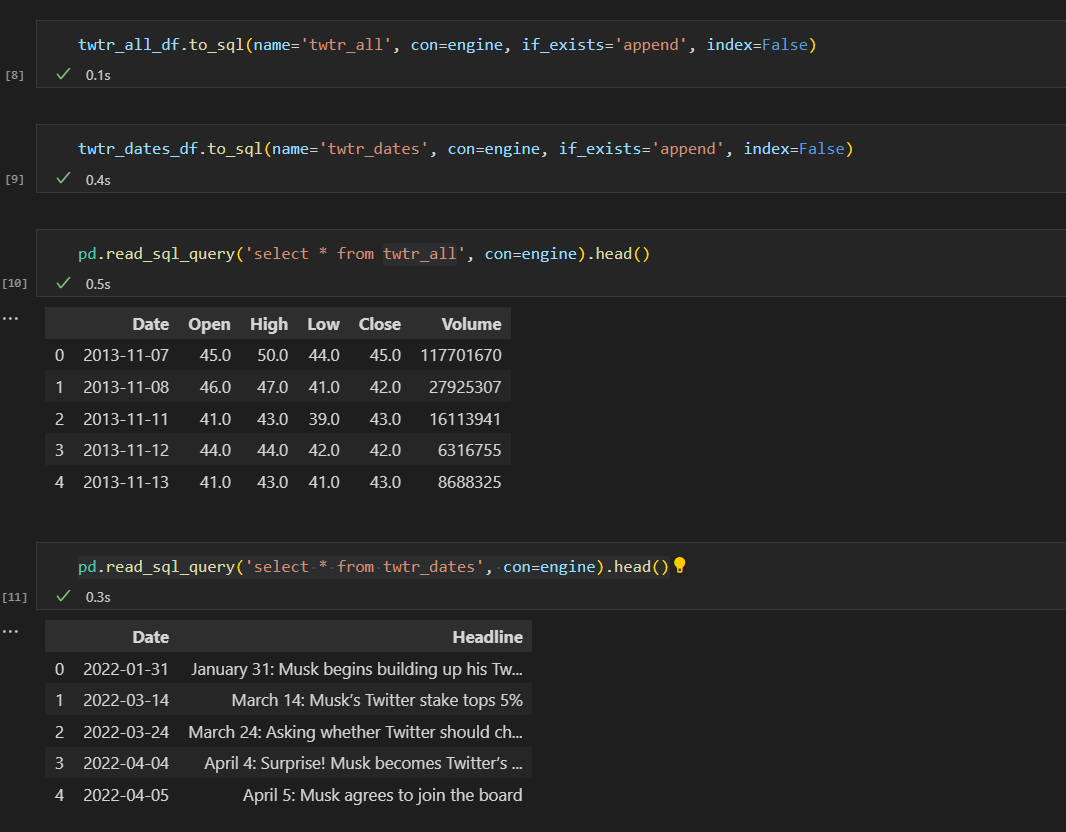 twtr_all_df.to_sql(name='twtr_all', con=engine, if_exists='append', index=False)
[8]
0.1s
twtr_dates_df.to_sql(name='twtr_dates', con=engine, if_exists='append', index=False)
[9]
0.4s
pd.read_sql_query('select * from twtr_all', con=engine).head()
[10]
0.5s
...
Date Open High Low Close Volume
0 2013-11-07 45.0 50.0 44.0 45.0 117701670
1 2013-11-08 46.0 47.0 41.0 42.0 27925307
2 2013-11-11 41.0 43.0 39.0 43.0 16113941
3 2013-11-12 44.0 44.0 42.0 42.0 6316755
4 2013-11-13 41.0 43.0 41.0 43.0 8688325
pd.read_sql_query('select * from twtr_dates', con=engine).head()
[11]
0.3s
...
Date Headline
0 2022-01-31 January 31: Musk begins building up his Tw...
1 2022-03-14 March 14: Musk’s Twitter stake tops 5%
2 2022-03-24 March 24: Asking whether Twitter should ch...
3 2022-04-04 April 4: Surprise! Musk becomes Twitter’s ...
4 2022-04-05 April 5: Musk agrees to join the board